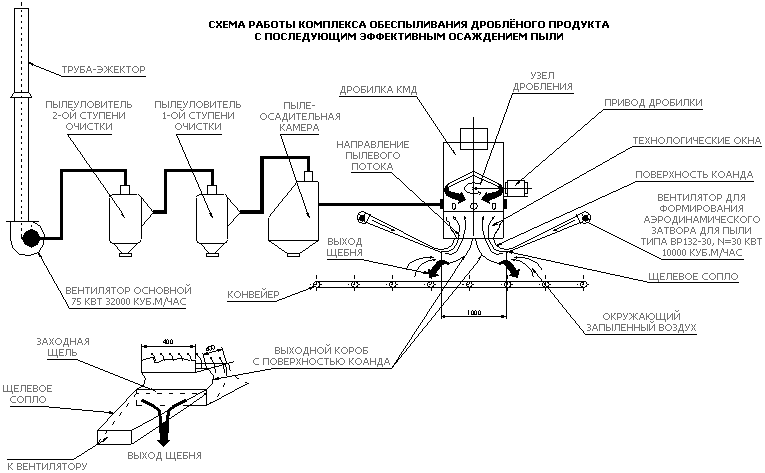 СХЕМА РАБОТЫ КОМПЛЕКСА ОБЕСПЫЛИВАНИЯ ДРОБЛЁНОГО ПРОДУКТА
С ПОСЛЕДУЮЩИМ ЭФФЕКТИВНЫМ ОСАЖДЕНИЕМ ПЫЛИ
ТРУБА-ЭЖЕКТОР
ПЫЛЕУЛОВИТЕЛЬ
2-ОЙ СТУПЕНИ
ОЧИСТКИ
ПЫЛЕУЛОВИТЕЛЬ
1-ОЙ СТУПЕНИ
ОЧИСТКИ
ПЫЛЕ-
ОСАДИТЕЛЬНАЯ
КАМЕРА
ДРОБИЛКА КМД
УЗЕЛ
ДРОБЛЕНИЯ
ПРИВОД ДРОБИЛКИ
НАПРАВЛЕНИЕ
ПЫЛЕВОГО
ПОТОКА
ТЕХНОЛОГИЧЕСКИЕ ОКНА
ПОВЕРХНОСТЬ КОАНДА
ВЕНТИЛЯТОР ДЛЯ
ФОРМИРОВАНИЯ
АЭРОДИНАМИЧЕСКОГО
ЗАТВОРА ДЛЯ ПЫЛИ
ТИПА ВР132-30, N=30 КВТ
10000 КУБ.М/ЧАС
ВЫХОД
ЩЕБНЯ
ЩЕЛЕВОЕ СОПЛО
ВЕНТИЛЯТОР ОСНОВНОЙ
75 КВТ 32000 КУБ.М/ЧАС
КОНВЕЙЕР
1000
ОКРУЖАЮЩИЙ
ЗАПЫЛЕННЫЙ ВОЗДУХ
ЗАХОДНАЯ
ЩЕЛЬ
400
400
ВЫХОДНОЙ КОРОБ
С ПОВЕРХНОСТЬЮ КОАНДА
ЩЕЛЕВОЕ
СОПЛО
К ВЕНТИЛЯТОРУ
ВЫХОД ЩЕБНЯ